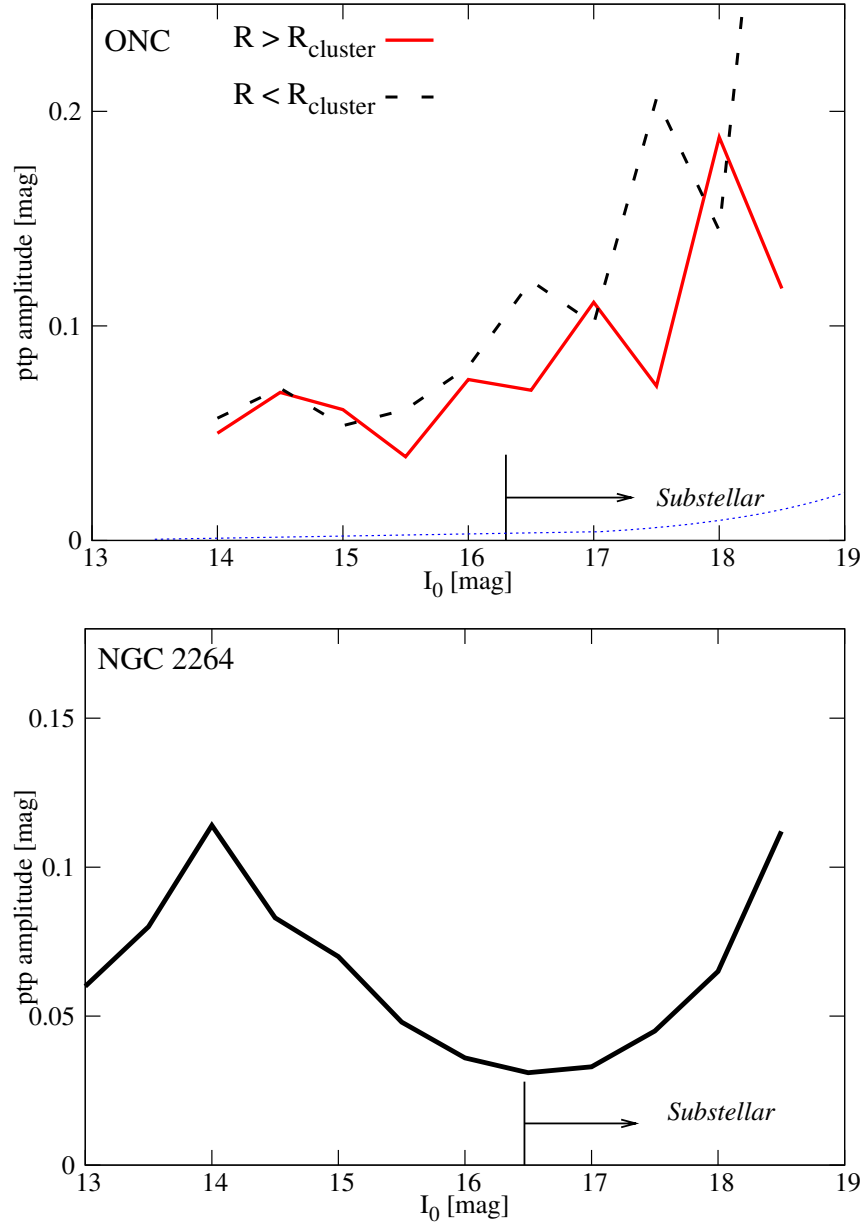 ONC
R > R_cluster
R < R_cluster
0.2
0.1
0
ptp amplitude [mag]
Substellar
13 14 15 16 17 18 19
I_0 [mag]
NGC 2264
0.15
0.1
0.05
0
ptp amplitude [mag]
Substellar
13 14 15 16 17 18 19
I_0 [mag]